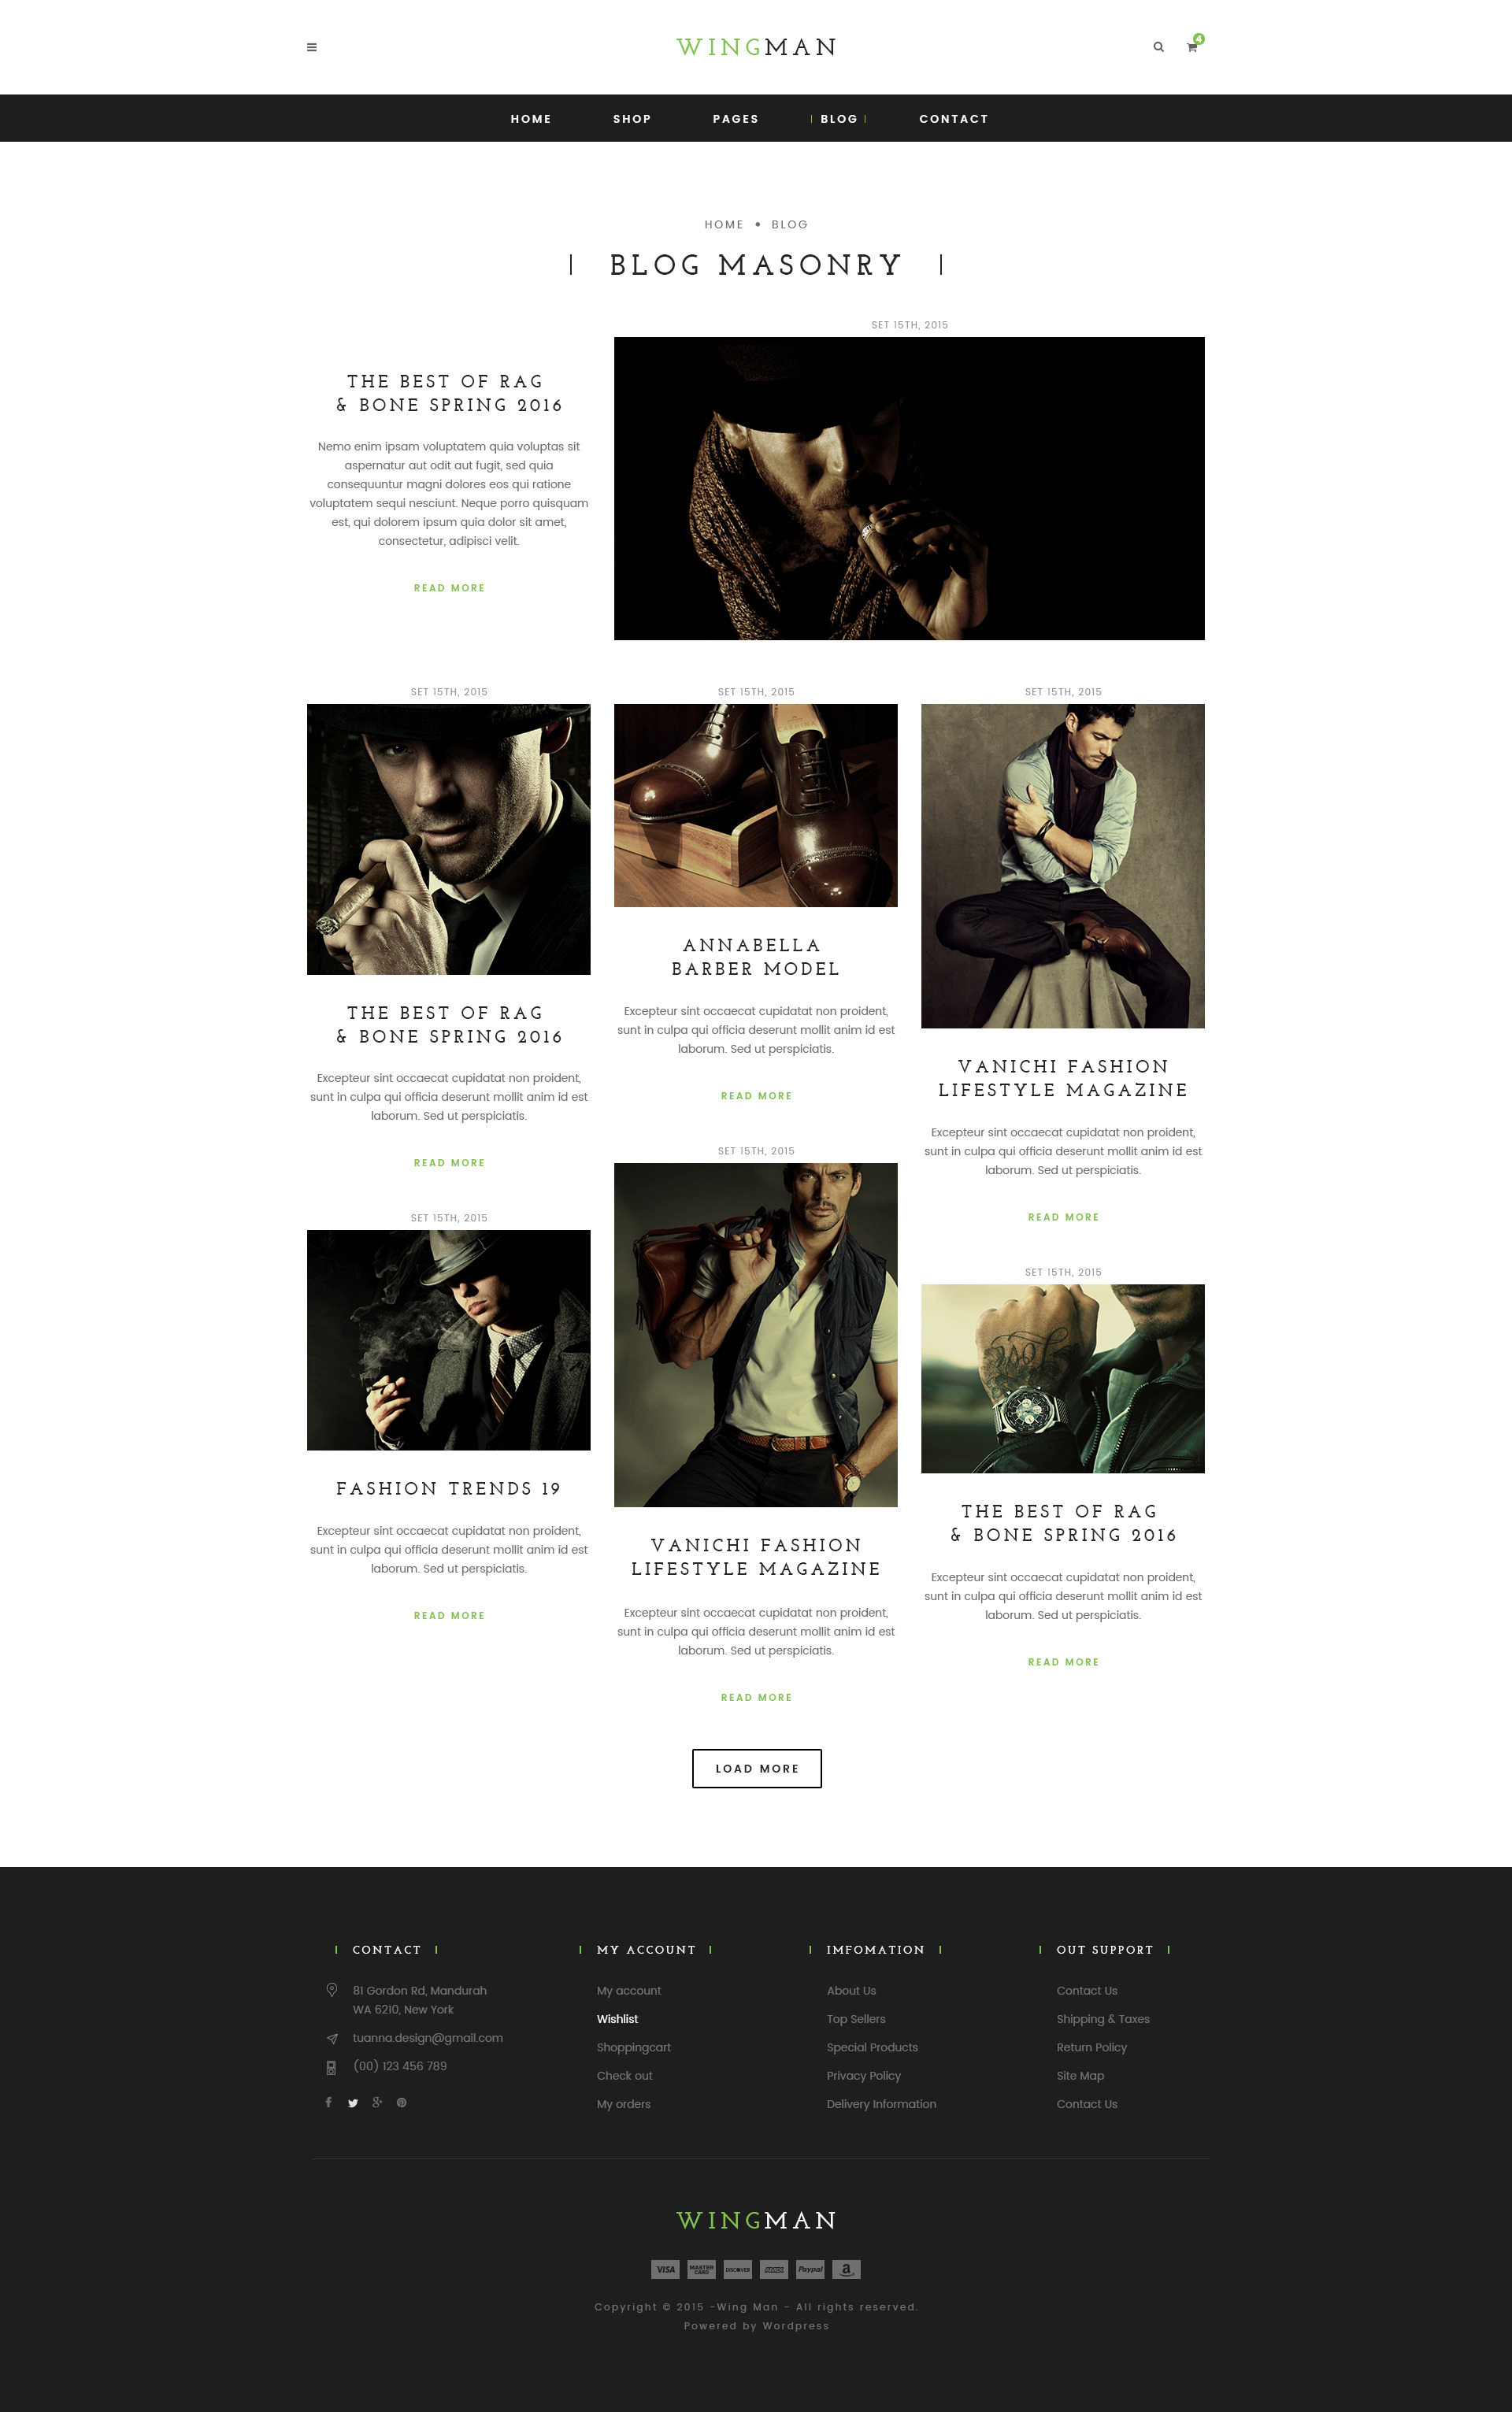 WINGMAN
4
HOME SHOP PAGES BLOG CONTACT
HOME • BLOG
BLOG MASONRY
THE BEST OF RAG
& BONE SPRING 2016
Nemo enim ipsam voluptatem quia voluptas sit
aspernatur aut odit aut fugit, sed quia
consequuntur magni dolores eos qui ratione
voluptatem sequi nesciunt. Neque porro quisquam
est, qui dolorem ipsum quia dolor sit amet,
consectetur, adipisci velit.
READ MORE
SET 15TH, 2015
SET 15TH, 2015
THE BEST OF RAG
& BONE SPRING 2016
Excepteur sint occaecat cupidatat non proident,
sunt in culpa qui officia deserunt mollit anim id est
laborum. Sed ut perspiciatis.
READ MORE
SET 15TH, 2015
FASHION TRENDS 19
Excepteur sint occaecat cupidatat non proident,
sunt in culpa qui officia deserunt mollit anim id est
laborum. Sed ut perspiciatis.
READ MORE
SET 15TH, 2015
ANNABELLA
BARBER MODEL
Excepteur sint occaecat cupidatat non proident,
sunt in culpa qui officia deserunt mollit anim id est
laborum. Sed ut perspiciatis.
READ MORE
SET 15TH, 2015
VANICHI FASHION
LIFESTYLE MAGAZINE
Excepteur sint occaecat cupidatat non proident,
sunt in culpa qui officia deserunt mollit anim id est
laborum. Sed ut perspiciatis.
READ MORE
SET 15TH, 2015
VANICHI FASHION
LIFESTYLE MAGAZINE
Excepteur sint occaecat cupidatat non proident,
sunt in culpa qui officia deserunt mollit anim id est
laborum. Sed ut perspiciatis.
READ MORE
SET 15TH, 2015
THE BEST OF RAG
& BONE SPRING 2016
Excepteur sint occaecat cupidatat non proident,
sunt in culpa qui officia deserunt mollit anim id est
laborum. Sed ut perspiciatis.
READ MORE
LOAD MORE
CONTACT
81 Gordon Rd, Mandurah
WA 6210, New York
tuanna.design@gmail.com
(00) 123 456 789
MY ACCOUNT
My account
Wishlist
Shoppingcart
Check out
My orders
IMFOMATION
About Us
Top Sellers
Special Products
Privacy Policy
Delivery Information
OUT SUPPORT
Contact Us
Shipping & Taxes
Return Policy
Site Map
Contact Us
WINGMAN
VISA MASTER CARD DISCOVER AMEX Paypal a
Copyright © 2015 -Wing Man - All rights reserved.
Powered by Wordpress